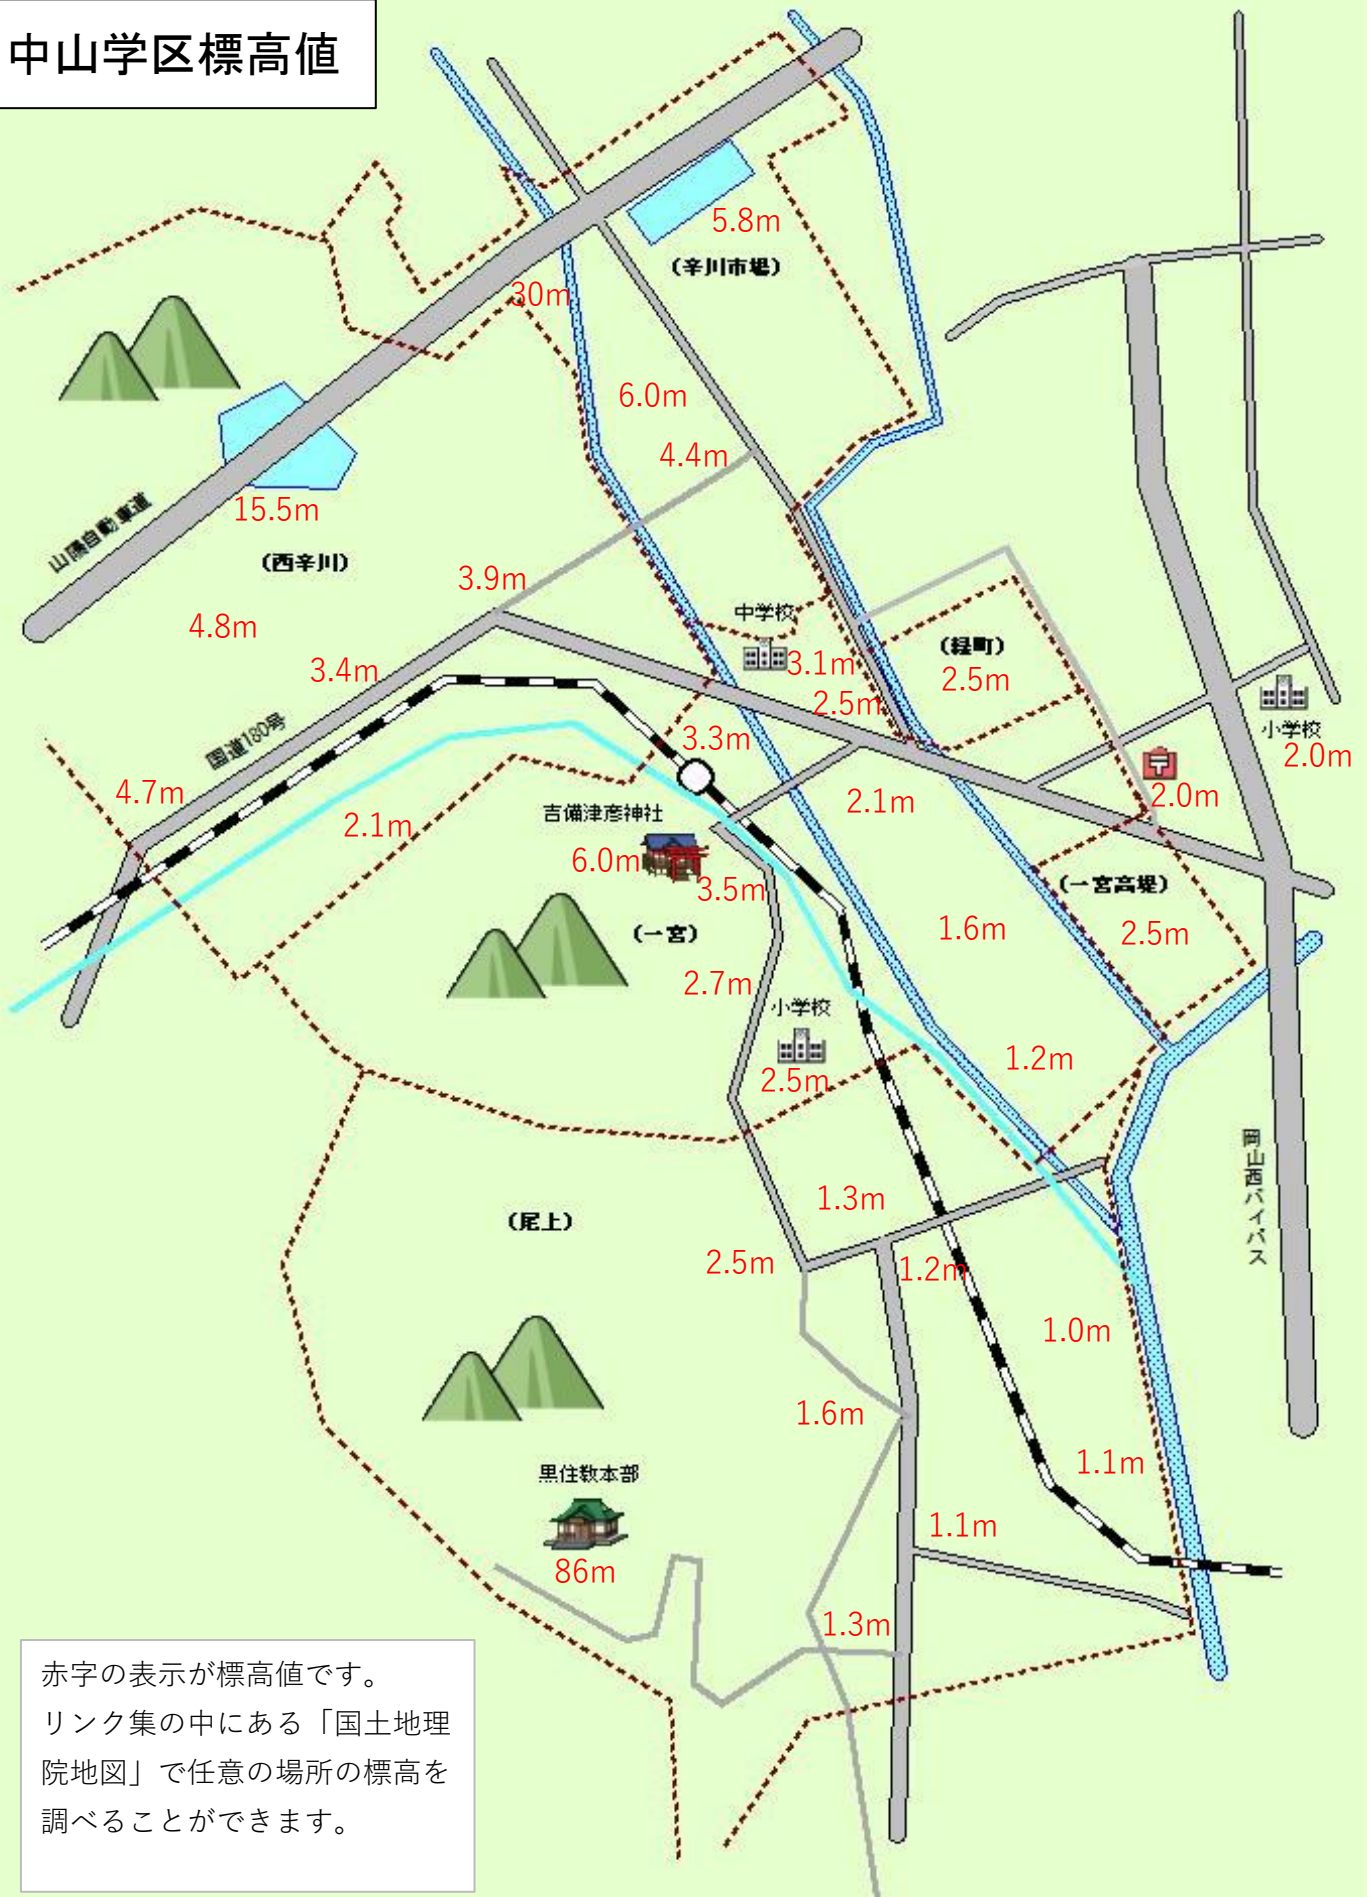 中山学区標高値
5.8m
(辛川市場)
30m
6.0m
4.4m
15.5m
山陽自動車道
(西辛川)
3.9m
4.8m
中学校
3.1m
(経町)
2.5m
3.4m
2.5m
小学校
2.0m
国道180号
3.3m
4.7m
2.1m
2.1m
2.0m
吉備津彦神社
6.0m
3.5m
(一宮高堤)
2.5m
(一宮)
1.6m
2.7m
小学校
2.5m
1.2m
岡山西バイパス
1.3m
(尾上)
2.5m
1.2m
1.0m
1.6m
1.1m
黒住教本部
86m
1.1m
1.3m
赤字の表示が標高値です。
リンク集の中にある「国土地理
院地図」で任意の場所の標高を
調べることができます。